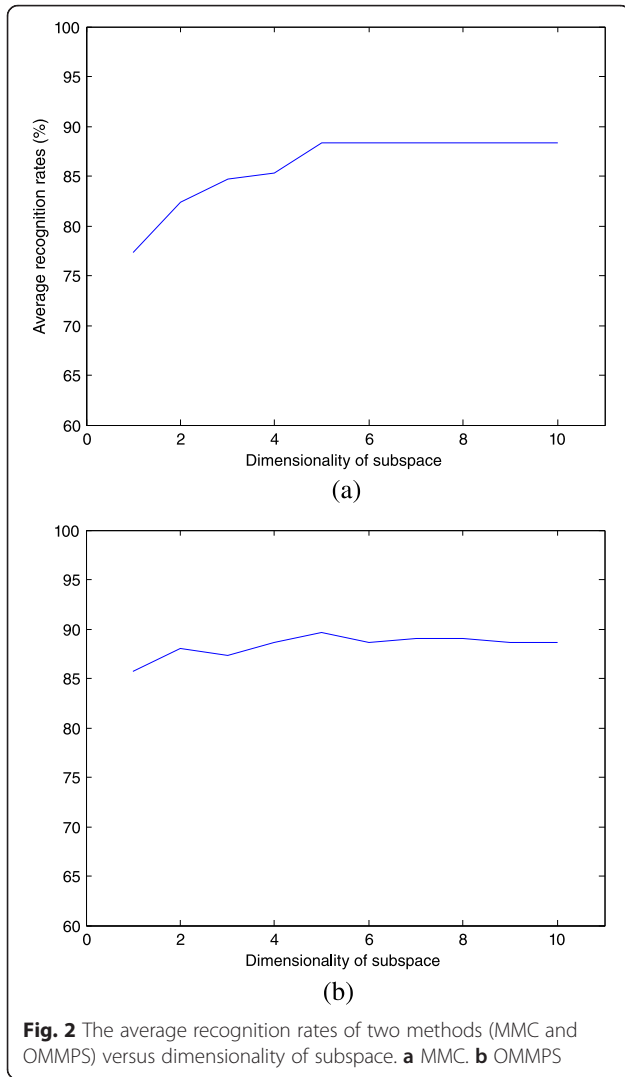 100
95
90
85
80
75
70
65
60
Average recognition rates (%)
0 2 4 6 8 10
Dimensionality of subspace
(a)
100
95
90
85
80
75
70
65
60
0 2 4 6 8 10
Dimensionality of subspace
(b)
Fig. 2 The average recognition rates of two methods (MMC and
OMMPS) versus dimensionality of subspace. a MMC. b OMMPS